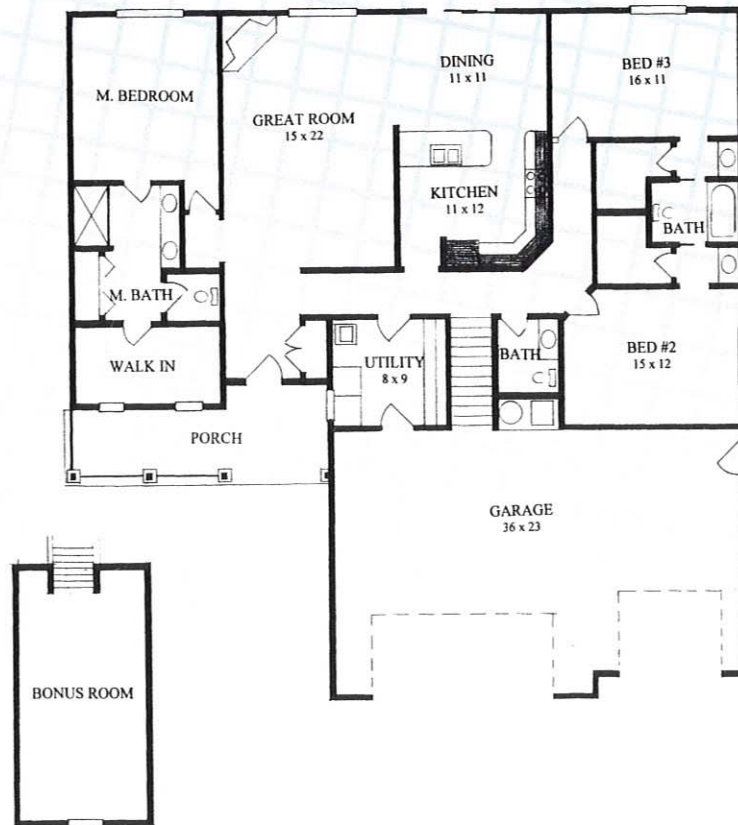 M. BEDROOM
GREAT ROOM
15 x 22
DINING
11 x 11
BED #3
16 x 11
KITCHEN
11 x 12
BATH
M. BATH
WALK IN
UTILITY
8 x 9
BATH
BED #2
15 x 12
PORCH
GARAGE
36 x 23
BONUS ROOM